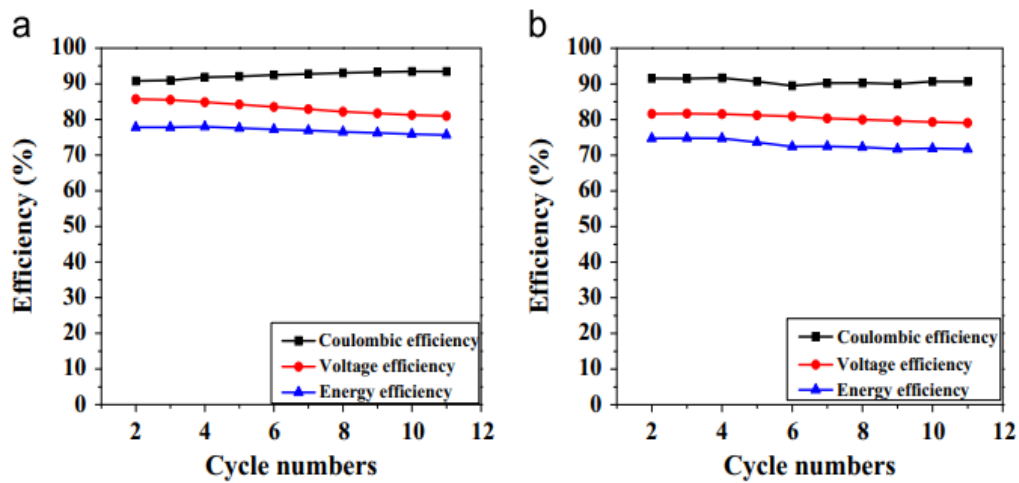 a
100
90
80
70
60
50
40
30
20
10
0
Efficiency (%)
Coulombic efficiency
Voltage efficiency
Energy efficiency
2 4 6 8 10 12
Cycle numbers
b
100
90
80
70
60
50
40
30
20
10
0
Efficiency (%)
Coulombic efficiency
Voltage efficiency
Energy efficiency
2 4 6 8 10 12
Cycle numbers